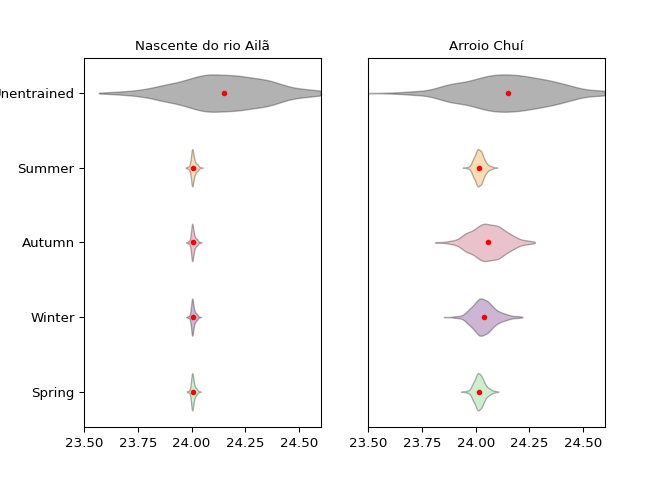 Nascente do rio Ailã
Arroio Chuí
Unentrained
Summer
Autumn
Winter
Spring
23.50 23.75 24.00 24.25 24.50
23.50 23.75 24.00 24.25 24.50